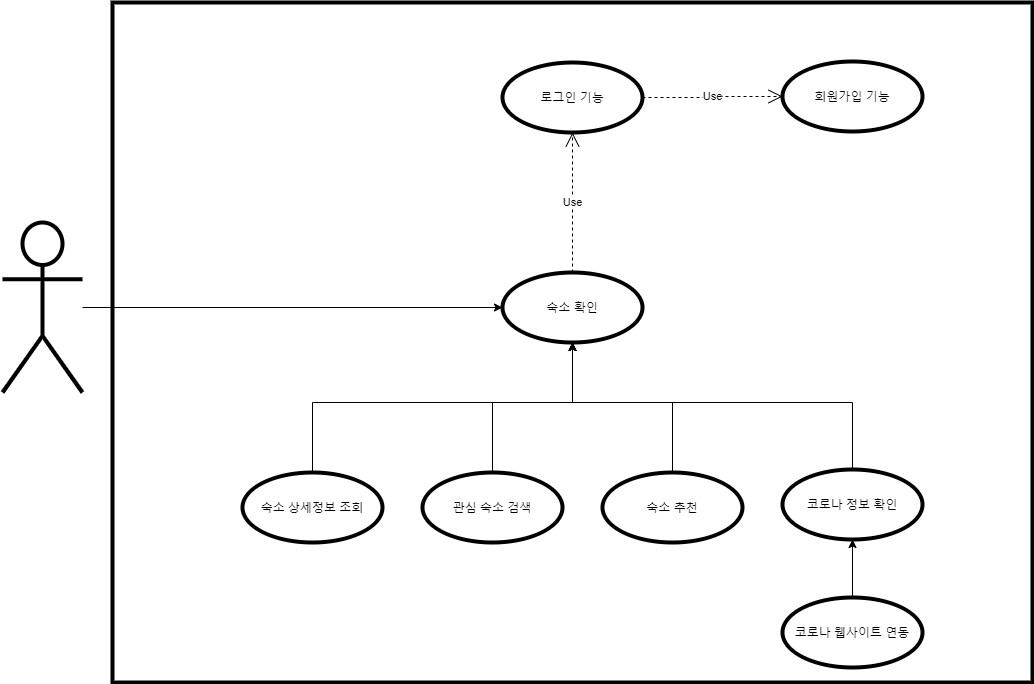 로그인 기능
Use
회원가입 기능
Use
숙소 확인
숙소 상세정보 조회
관심 숙소 검색
숙소 추천
코로나 정보 확인
코로나 웹사이트 연동